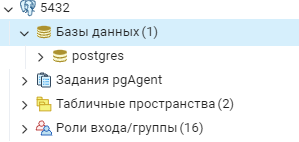 5432
Базы данных (1)
postgres
Задания pgAgent
Табличные пространства (2)
Роли входа/группы (16)